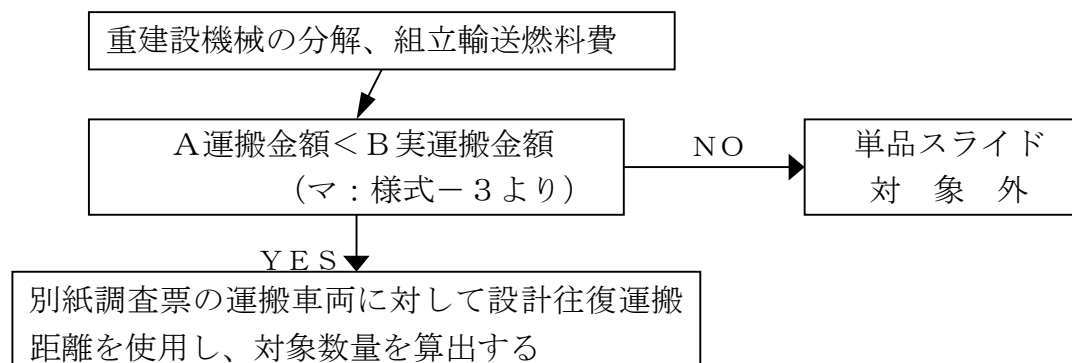 重建設機械の分解、組立輸送燃料費
A運搬金額<B実運搬金額
(マ:様式-3より)
NO
単品スライド
対 象 外
YES
別紙調査票の運搬車両に対して設計往復運搬
距離を使用し、対象数量を算出する